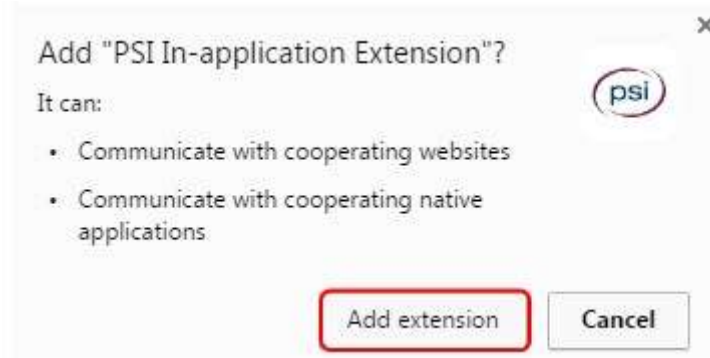 Add "PSI In-application Extension"?
psi
It can:
• Communicate with cooperating websites
• Communicate with cooperating native
applications
Add extension
Cancel